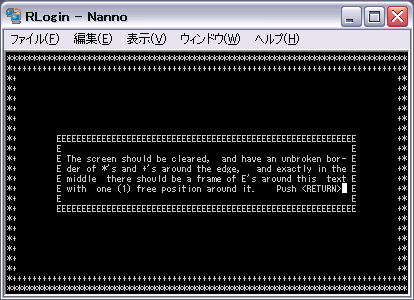 RLogin - Nanno
ファイル(F) 編集(E) 表示(V) ウィンドウ(W) ヘルプ(H)
EEEEEEEEEEEEEEEEEEEEEEEEEEEEEEEEEEEEEEEEEEEEEEEEEEEEEEEEEEEEE
E E
E The screen should be cleared,  and have an unbroken bor- E
E der of *'s and +'s around the edge,   and exactly in the E
E middle  there should be a frame of E's around this  text E
E with  one (1) free position around it.    Push <RETURN> E
E E
EEEEEEEEEEEEEEEEEEEEEEEEEEEEEEEEEEEEEEEEEEEEEEEEEEEEEEEEEEEEE